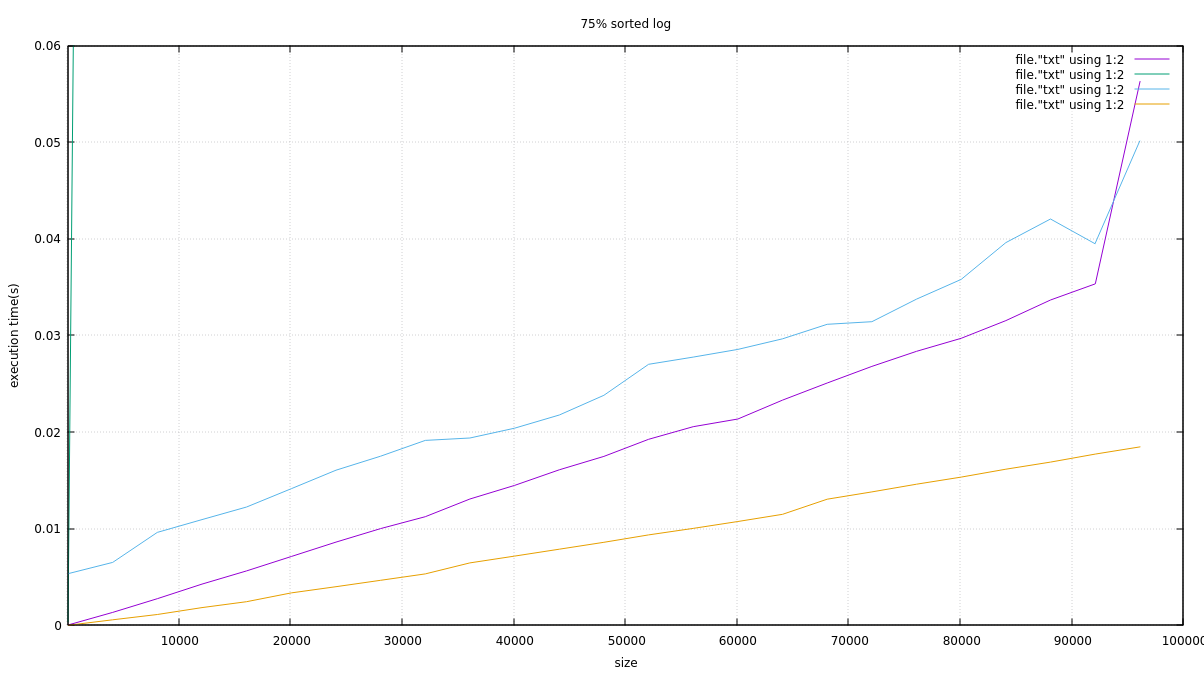 75% sorted log
file."txt" using 1:2
file."txt" using 1:2
file."txt" using 1:2
file."txt" using 1:2
0.06
0.05
0.04
0.03
0.02
0.01
0
execution time(s)
10000 20000 30000 40000 50000 60000 70000 80000 90000 100000
size